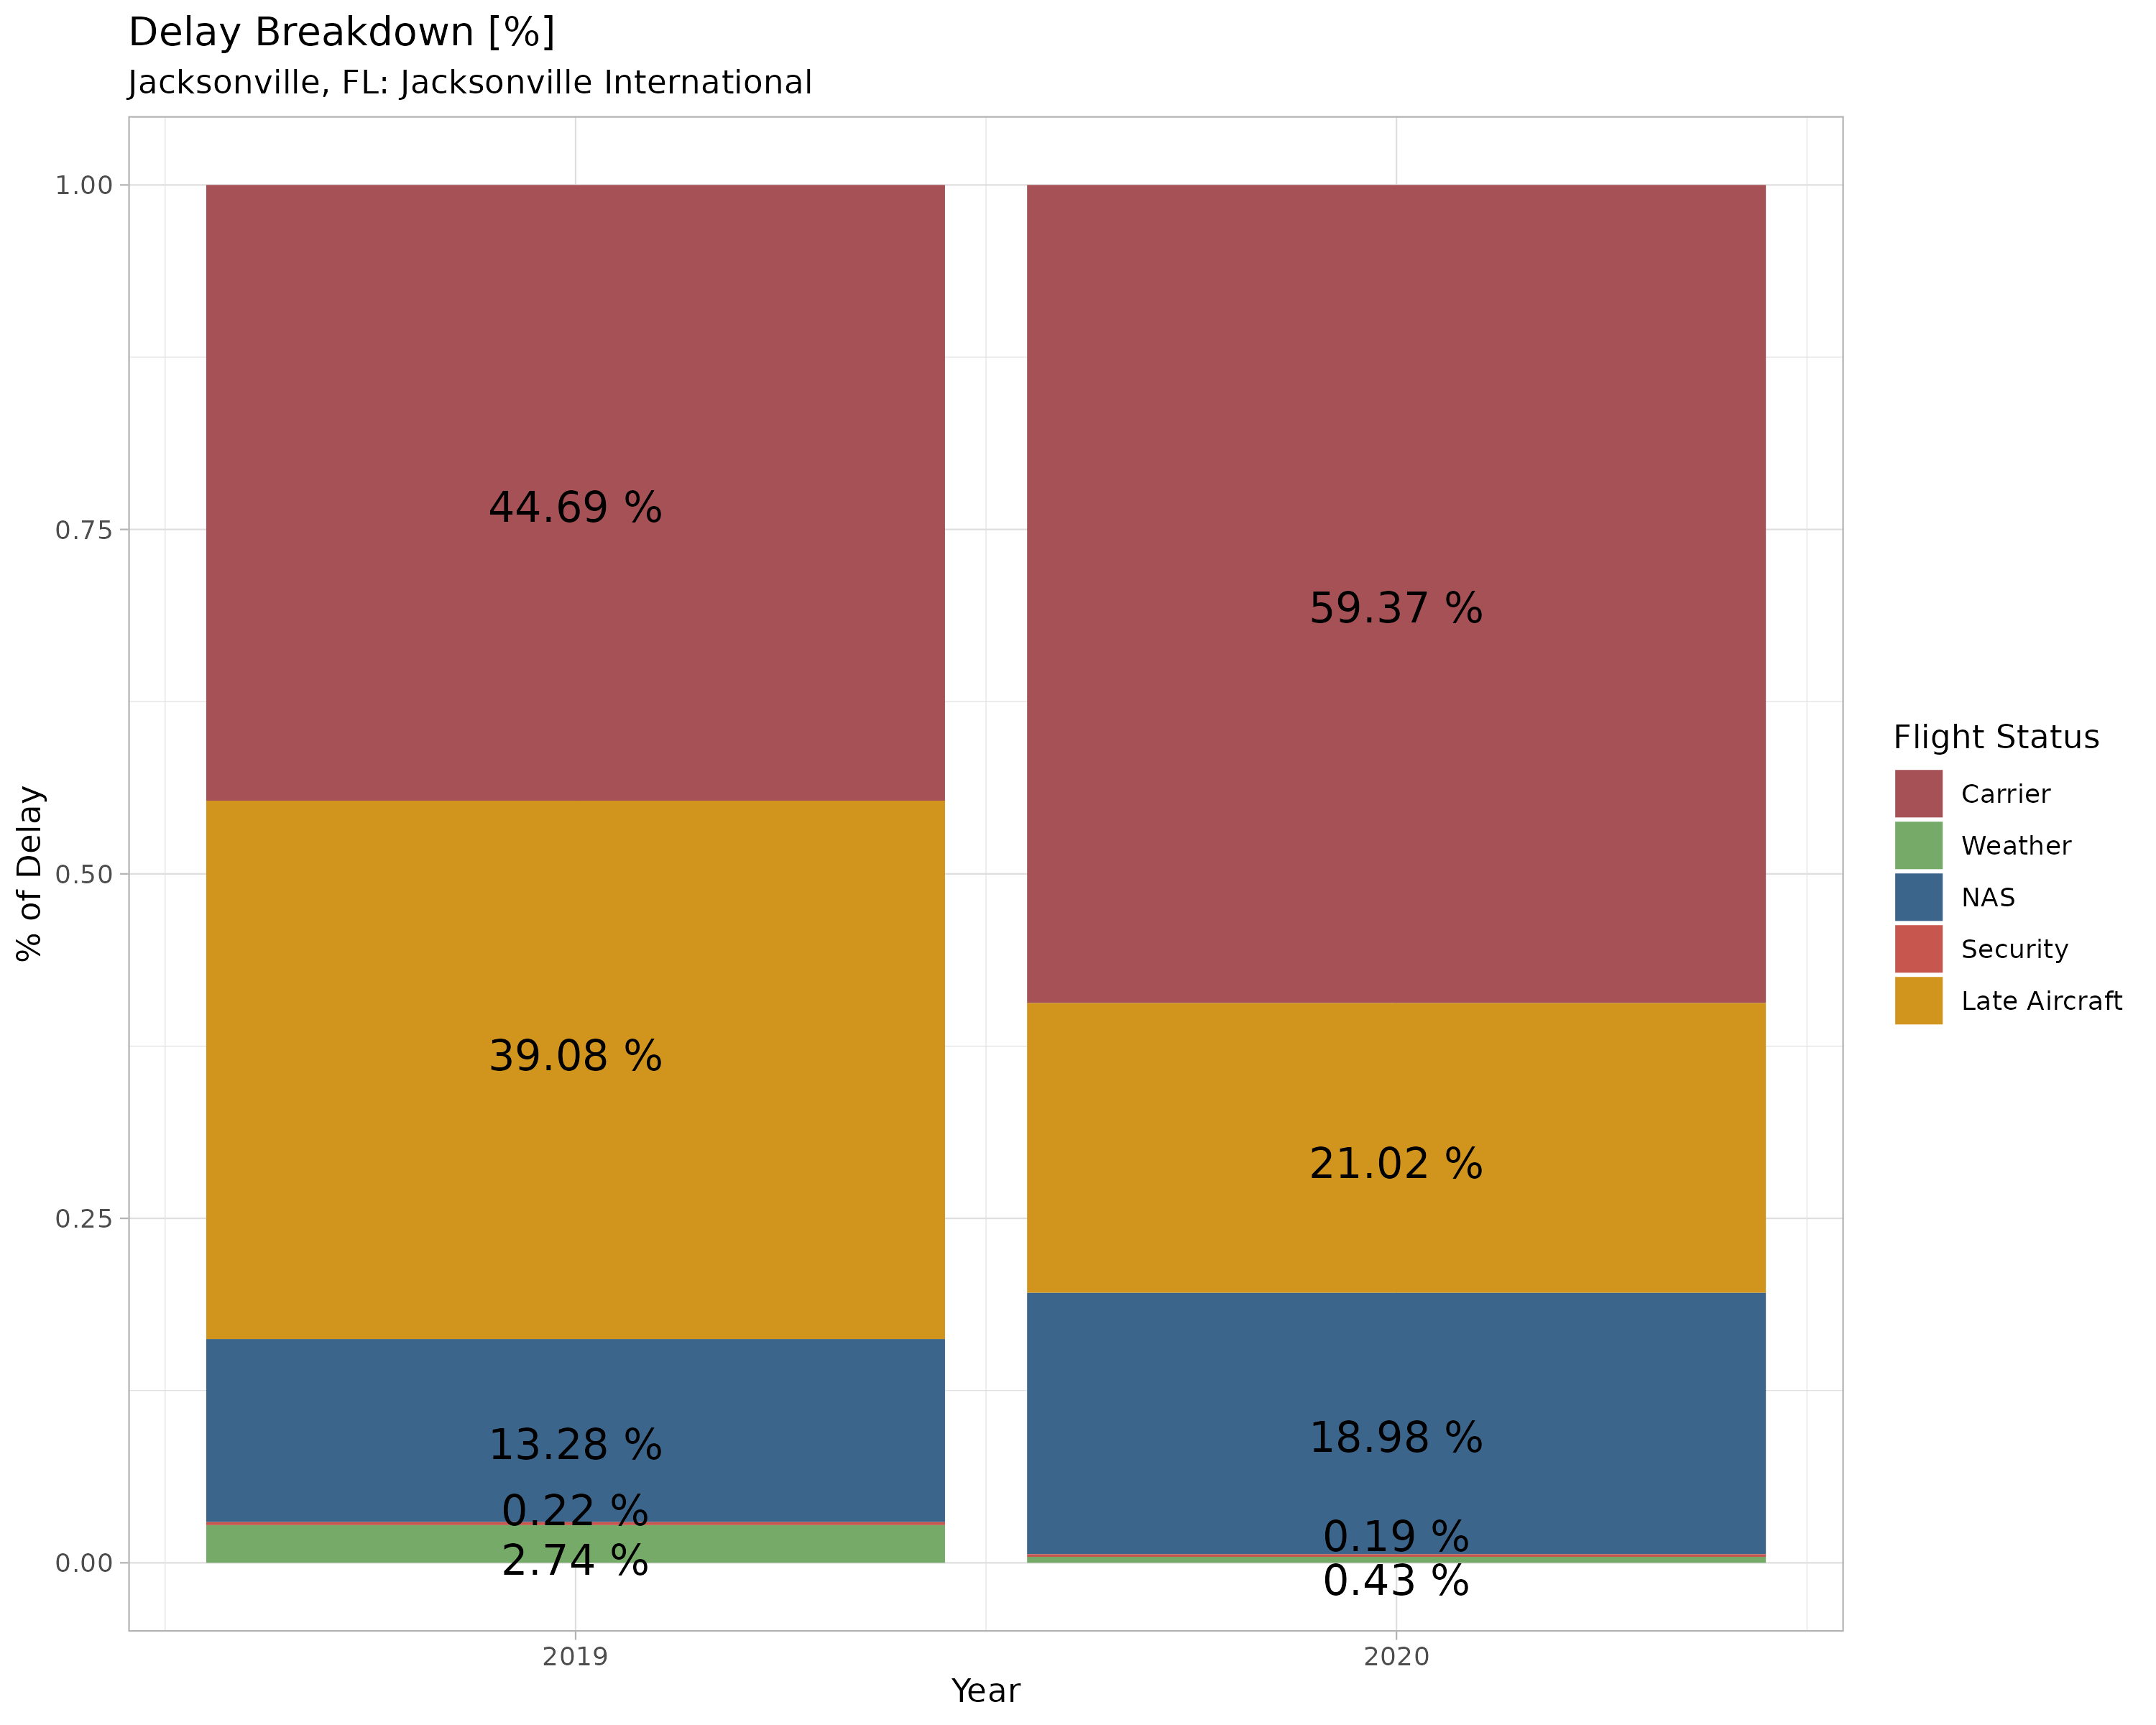 Delay Breakdown [%]
Jacksonville, FL: Jacksonville International
1.00
0.75
0.50
0.25
0.00
% of Delay
44.69 %
39.08 %
13.28 %
0.22 %
2.74 %
59.37 %
21.02 %
18.98 %
0.19 %
0.43 %
2019
2020
Year
Flight Status
Carrier
Weather
NAS
Security
Late Aircraft